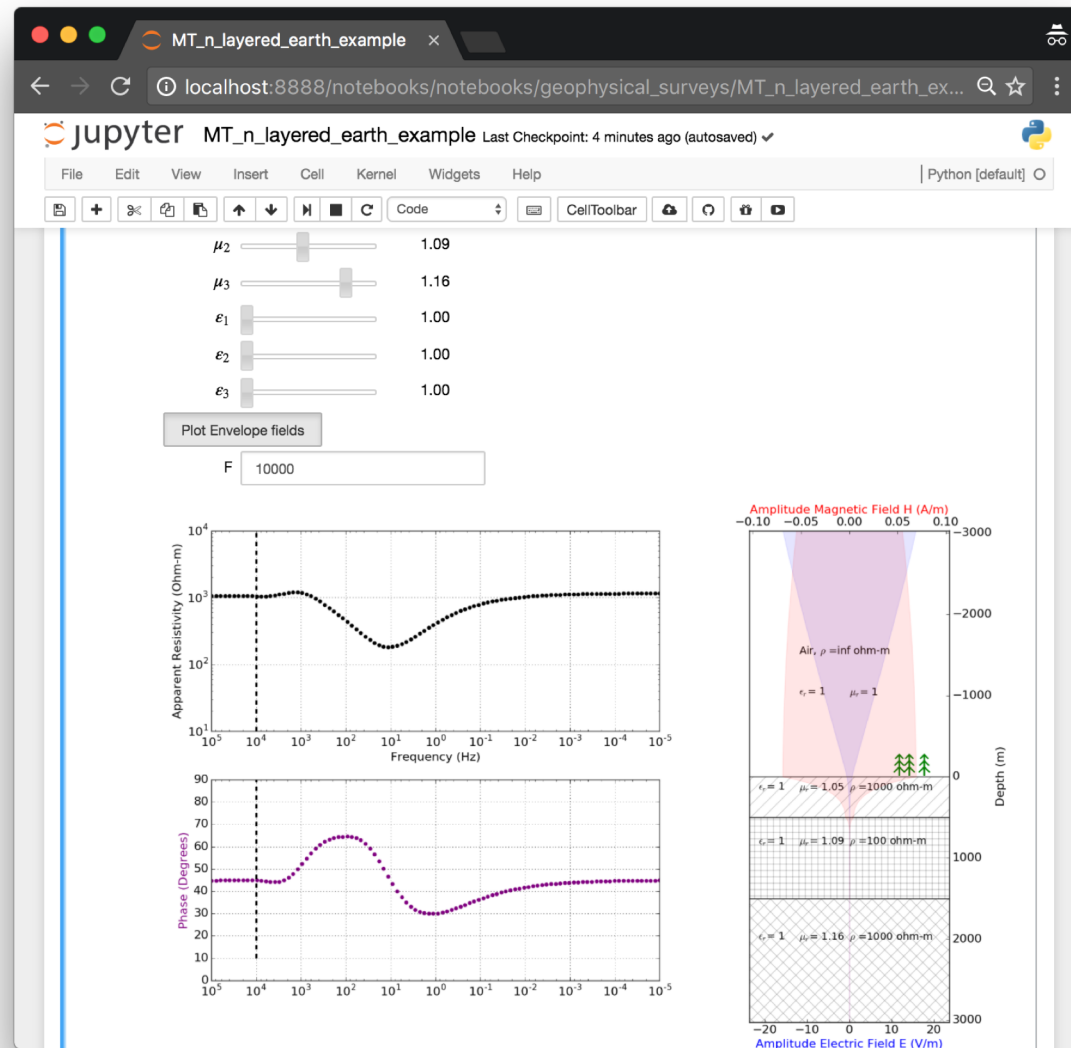 MT_n_layered_earth_example ×
localhost:8888/notebooks/notebooks/geophysical_surveys/MT_n_layered_earth_ex...
jupyter MT_n_layered_earth_example Last Checkpoint: 4 minutes ago (autosaved)
File Edit View Insert Cell Kernel Widgets Help Python [default]
Code CellToolbar
μ2 1.09
μ3 1.16
ε1 1.00
ε2 1.00
ε3 1.00
Plot Envelope fields
F 10000
10^4
10^3
10^2
10^1
Apparent Resistivity (Ohm-m)
10^5 10^4 10^3 10^2 10^1 10^0 10^-1 10^-2 10^-3 10^-4 10^-5
Frequency (Hz)
90
80
70
60
50
40
30
20
10
0
Phase (Degrees)
10^5 10^4 10^3 10^2 10^1 10^0 10^-1 10^-2 10^-3 10^-4 10^-5
Amplitude Magnetic Field H (A/m)
−0.10 −0.05 0.00 0.05 0.10
−3000
−2000
Air, ρ =inf ohm-m
ϵr= 1 μr= 1
−1000
0
Depth (m)
ϵr= 1 μr= 1.05 ρ =1000 ohm-m
ϵr= 1 μr= 1.09 ρ =100 ohm-m
1000
ϵr= 1 μr= 1.16 ρ =1000 ohm-m
2000
3000
−20 −10 0 10 20
Amplitude Electric Field E (V/m)